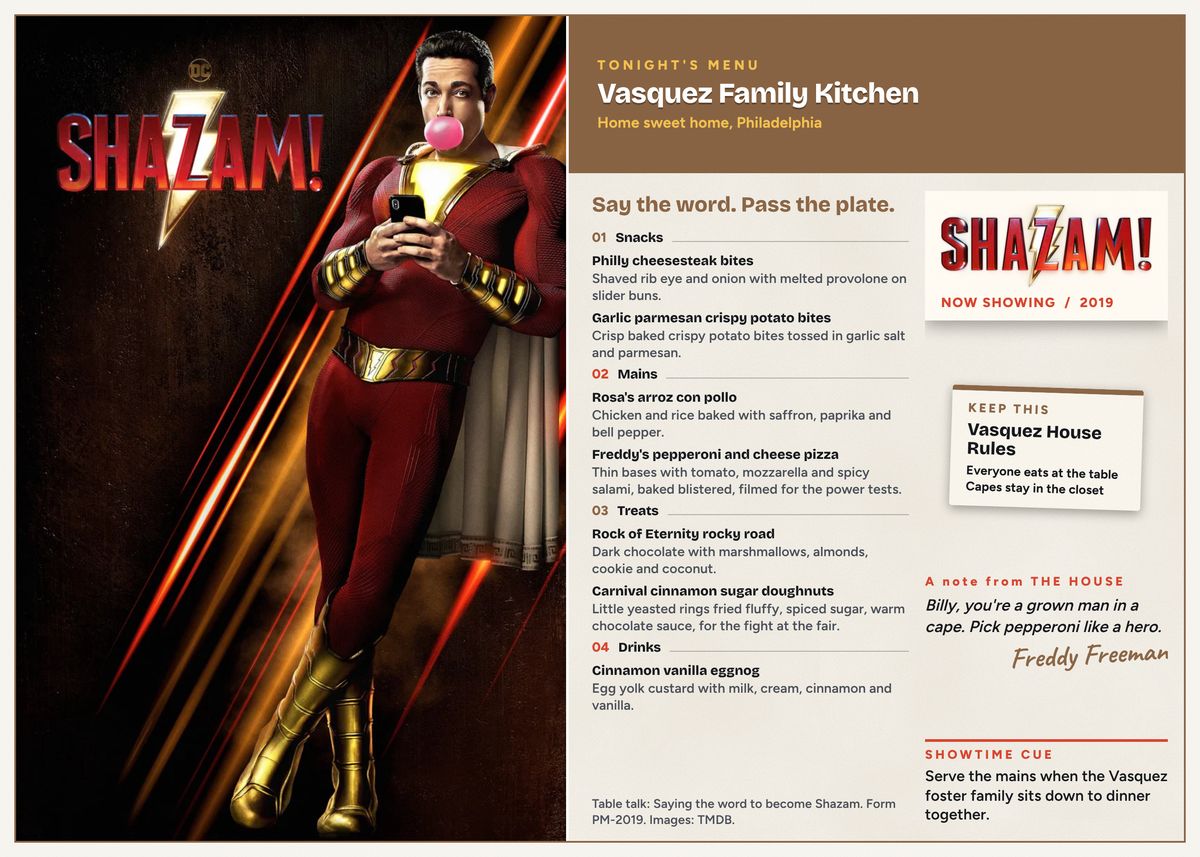 DC
SHAZAM!
TONIGHT'S MENU
Vasquez Family Kitchen
Home sweet home, Philadelphia
Say the word. Pass the plate.
01 Snacks
Philly cheesesteak bites
Shaved rib eye and onion with melted provolone on
slider buns.
Garlic parmesan crispy potato bites
Crisp baked crispy potato bites tossed in garlic salt
and parmesan.
02 Mains
Rosa's arroz con pollo
Chicken and rice baked with saffron, paprika and
bell pepper.
Freddy's pepperoni and cheese pizza
Thin bases with tomato, mozzarella and spicy
salami, baked blistered, filmed for the power tests.
03 Treats
Rock of Eternity rocky road
Dark chocolate with marshmallows, almonds,
cookie and coconut.
Carnival cinnamon sugar doughnuts
Little yeasted rings fried fluffy, spiced sugar, warm
chocolate sauce, for the fight at the fair.
04 Drinks
Cinnamon vanilla eggnog
Egg yolk custard with milk, cream, cinnamon and
vanilla.
Table talk: Saying the word to become Shazam. Form
PM-2019. Images: TMDB.
SHAZAM!
NOW SHOWING / 2019
KEEP THIS
Vasquez House
Rules
Everyone eats at the table
Capes stay in the closet
A note from THE HOUSE
Billy, you're a grown man in a
cape. Pick pepperoni like a hero.
Freddy Freeman
SHOWTIME CUE
Serve the mains when the Vasquez
foster family sits down to dinner
together.